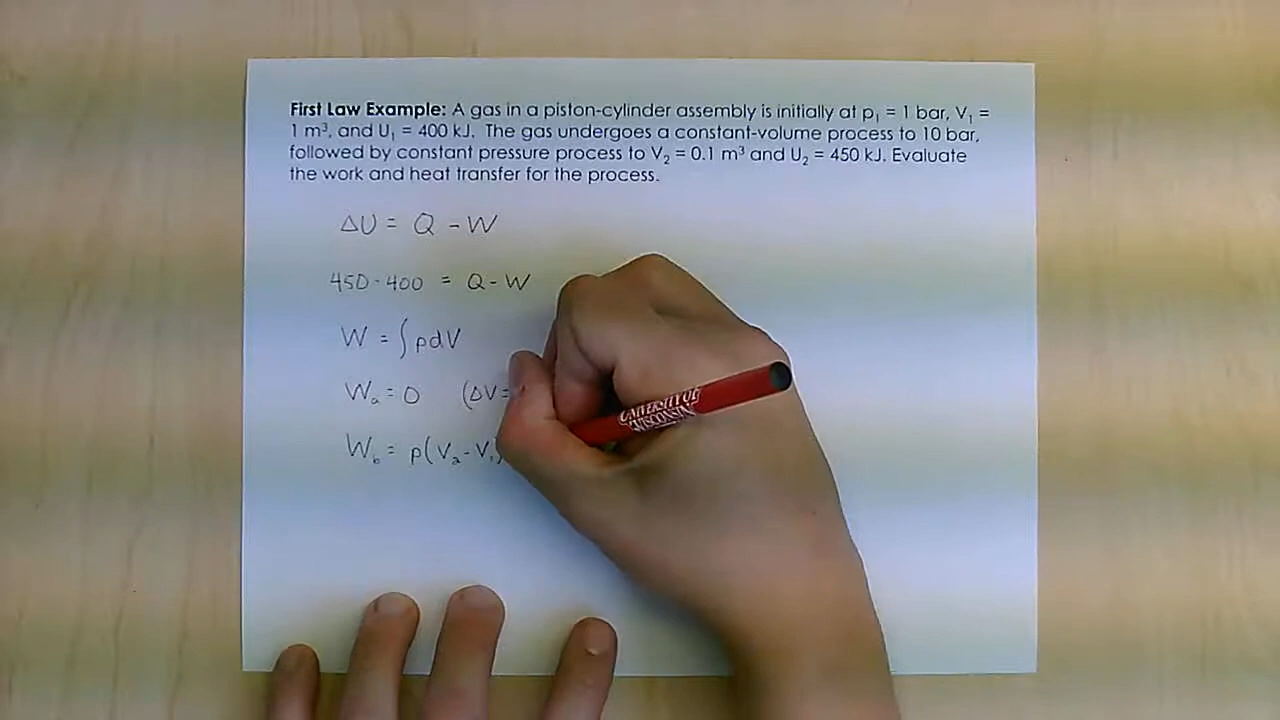 First Law Example: A gas in a piston-cylinder assembly is initially at p₁ = 1 bar, V₁ =
1 m³, and U₁ = 400 kJ. The gas undergoes a constant-volume process to 10 bar,
followed by constant pressure process to V₂ = 0.1 m³ and U₂ = 450 kJ. Evaluate
the work and heat transfer for the process.
ΔU = Q - W
450 - 400 = Q - W
W = ∫pdV
Wₐ = 0 (ΔV=
W_b = p(V₂-V₁)
UNIVERSITY OF
WISCONSIN